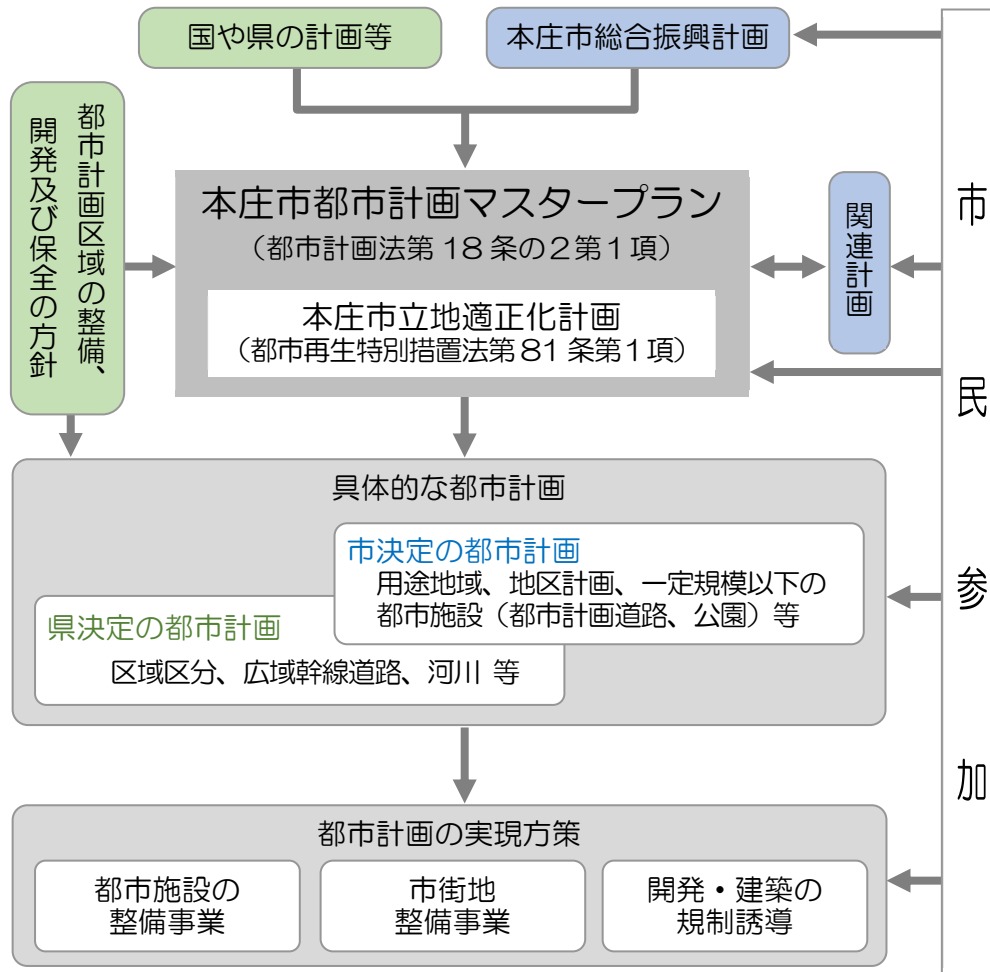 国や県の計画等
本庄市総合振興計画
都市計画区域の整備、
開発及び保全の方針
本庄市都市計画マスタープラン
（都市計画法第 18 条の２第１項）
本庄市立地適正化計画
（都市再生特別措置法第 81 条第１項）
関連計画
市民参加
具体的な都市計画
市決定の都市計画
用途地域、地区計画、一定規模以下の
都市施設（都市計画道路、公園）等
県決定の都市計画
区域区分、広域幹線道路、河川 等
都市計画の実現方策
都市施設の
整備事業
市街地
整備事業
開発・建築の
規制誘導